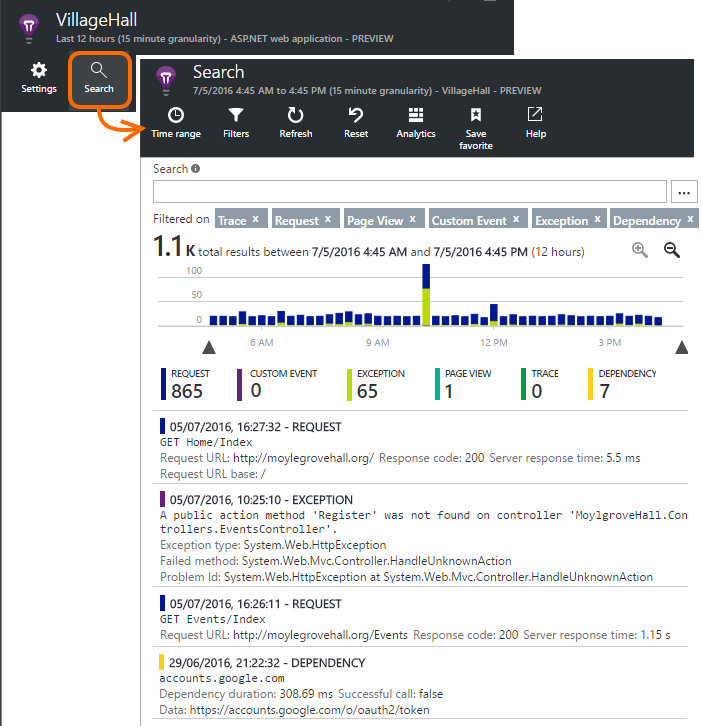 VillageHall
Last 12 hours (15 minute granularity) - ASP.NET web application - PREVIEW
Settings
Search
Search
7/5/2016 4:45 AM to 4:45 PM (15 minute granularity) - VillageHall - PREVIEW
Time range Filters Refresh Reset Analytics Save favorite Help
Search
...
Filtered on Trace x Request x Page View x Custom Event x Exception x Dependency x
1.1K total results between 7/5/2016 4:45 AM and 7/5/2016 4:45 PM (12 hours)
100
50
0
6 AM 9 AM 12 PM 3 PM
REQUEST CUSTOM EVENT EXCEPTION PAGE VIEW TRACE DEPENDENCY
865 0 65 1 0 7
05/07/2016, 16:27:32 - REQUEST
GET Home/Index
Request URL: http://moylegrovehall.org/ Response code: 200 Server response time: 5.5 ms
Request URL base: /
05/07/2016, 10:25:10 - EXCEPTION
A public action method 'Register' was not found on controller 'MoylgroveHall.Con
trollers.EventsController'.
Exception type: System.Web.HttpException
Failed method: System.Web.Mvc.Controller.HandleUnknownAction
Problem Id: System.Web.HttpException at System.Web.Mvc.Controller.HandleUnknownAction
05/07/2016, 16:26:11 - REQUEST
GET Events/Index
Request URL: http://moylegrovehall.org/Events Response code: 200 Server response time: 1.15 s
29/06/2016, 21:22:32 - DEPENDENCY
accounts.google.com
Dependency duration: 308.69 ms Successful call: false
Data: https://accounts.google.com/o/oauth2/token